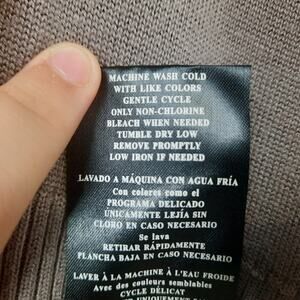 MACHINE WASH COLD
WITH LIKE COLORS
GENTLE CYCLE
ONLY NON-CHLORINE
BLEACH WHEN NEEDED
TUMBLE DRY LOW
REMOVE PROMPTLY
LOW IRON IF NEEDED
LAVADO A MÁQUINA CON AGUA FRÍA
Con colores como el
PROGRAMA DELICADO
ÚNICAMENTE LEJÍA SIN
CLORO EN CASO NECESARIO
Se lava
RETIRAR RÁPIDAMENTE
PLANCHA BAJA EN CASO NECESARIO
LAVER À LA MACHINE À L'EAU FROIDE
Avec des couleurs semblables
CYCLE DÉLICAT
UNIQUEMENT